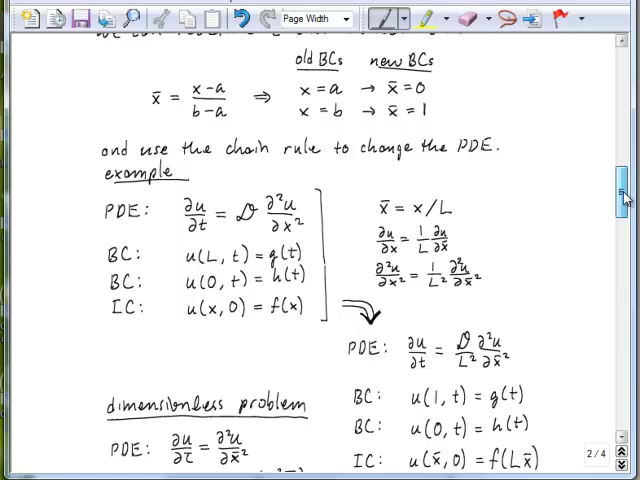 Page Width
old BCs new BCs
x̄ = (x-a)/(b-a) ⇒ x = a → x̄ = 0
x = b → x̄ = 1
and use the chain rule to change the PDE.
example
PDE: ∂u/∂t = 𝒟 ∂²u/∂x²
BC: u(L, t) = g(t)
BC: u(0, t) = h(t)
IC: u(x, 0) = f(x)
x̄ = x/L
∂u/∂x = 1/L ∂u/∂x̄
∂²u/∂x² = 1/L² ∂²u/∂x̄²
PDE: ∂u/∂t = 𝒟/L² ∂²u/∂x̄²
BC: u(1, t) = g(t)
BC: u(0, t) = h(t)
IC: u(x̄, 0) = f(Lx̄)
dimensionless problem
PDE: ∂u/∂τ = ∂²u/∂x̄²
2/4